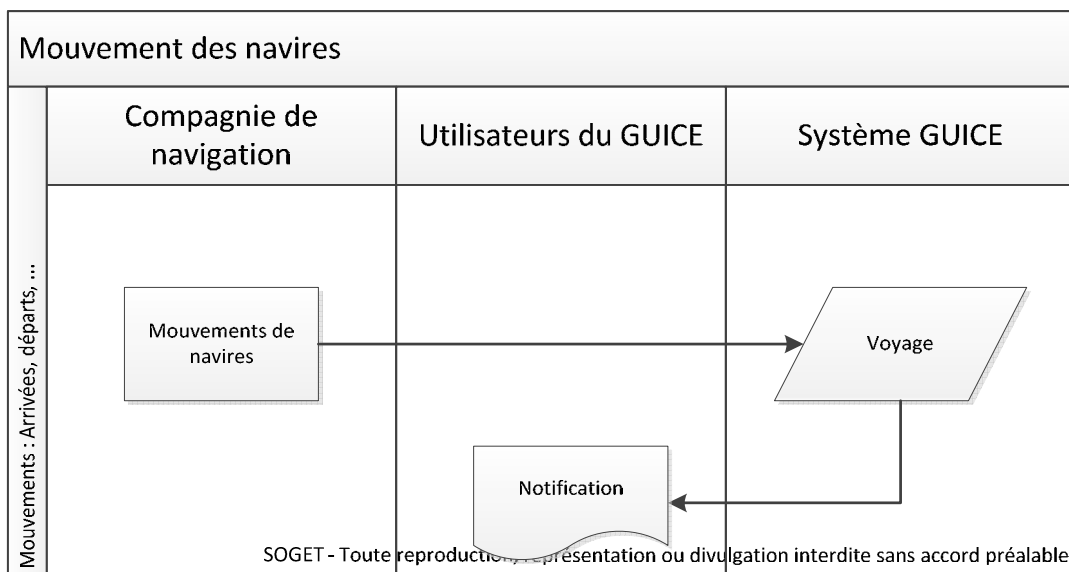 Mouvement des navires
Compagnie de
navigation
Utilisateurs du GUICE
Système GUICE
Mouvements : Arrivées, départs, ...
Mouvements de
navires
Voyage
Notification
SOGET - Toute reproduction, représentation ou divulgation interdite sans accord préalable